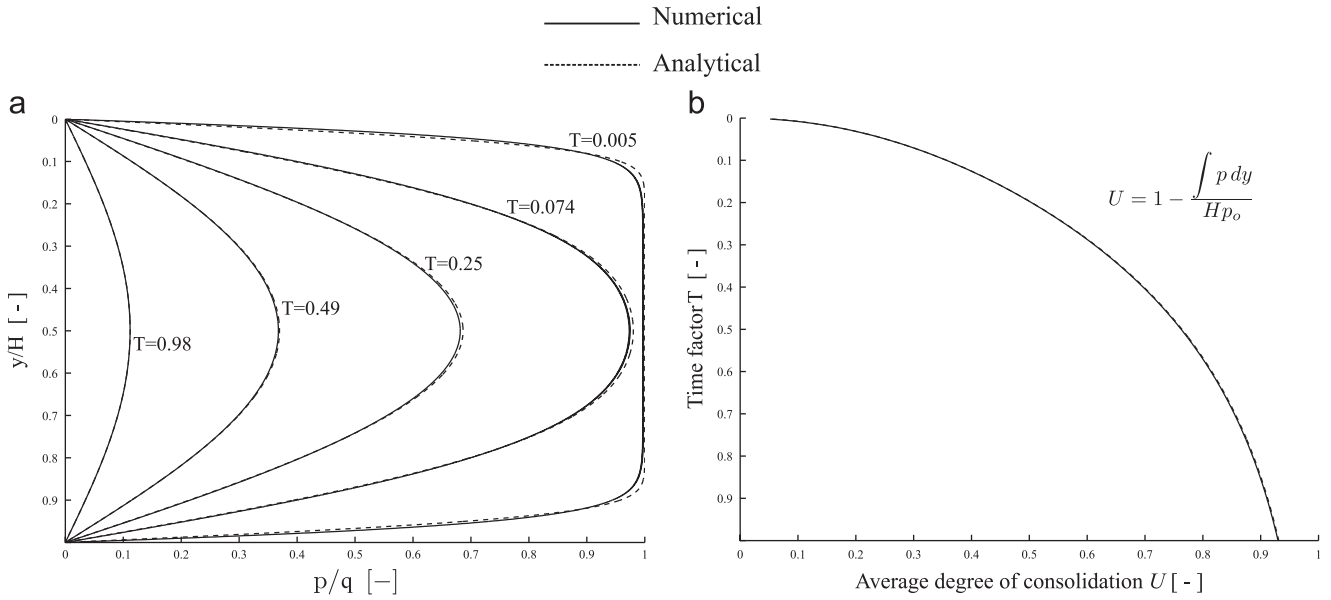 Numerical
Analytical
a
T=0.005
T=0.074
T=0.25
T=0.49
T=0.98
0
0.1
0.2
0.3
0.4
0.5
0.6
0.7
0.8
0.9
y/H [ - ]
0 0.1 0.2 0.3 0.4 0.5 0.6 0.7 0.8 0.9 1
p/q [−]
b
0
0.1
0.2
0.3
0.4
0.5
0.6
0.7
0.8
0.9
Time factor T [ - ]
U = 1 − ∫ p dy / Hp₀
0 0.1 0.2 0.3 0.4 0.5 0.6 0.7 0.8 0.9 1
Average degree of consolidation U [ - ]